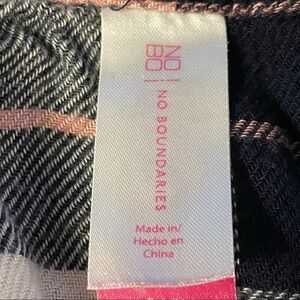 NO
BO
NO BOUNDARIES
Made in/
Hecho en
China